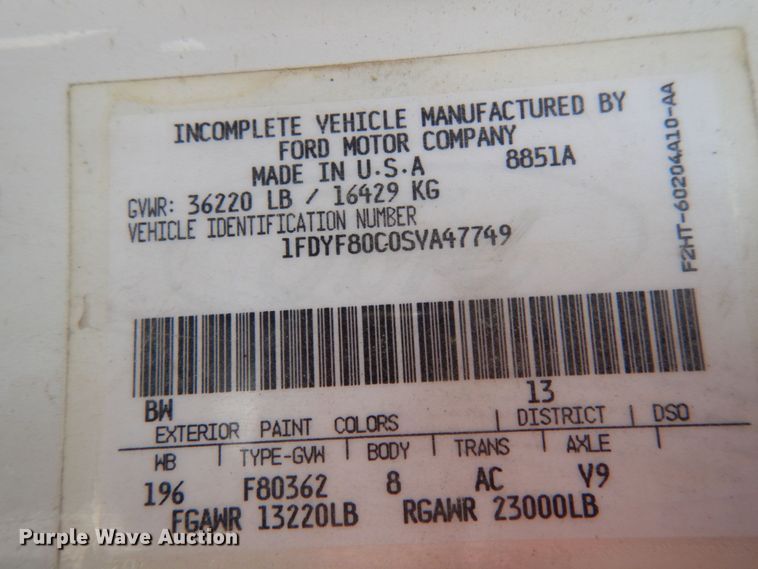 INCOMPLETE VEHICLE MANUFACTURED BY
FORD MOTOR COMPANY
MADE IN U.S.A 8851A
GVWR: 36220 LB / 16429 KG
VEHICLE IDENTIFICATION NUMBER
1FDYF80C0SVA47749
F2HT-60204A10-AA
BW 13
EXTERIOR PAINT COLORS | DISTRICT | DSO
WB | TYPE-GVW | BODY | TRANS | AXLE |
196 F80362 8 AC V9
FGAWR 13220LB RGAWR 23000LB
Purple Wave Auction